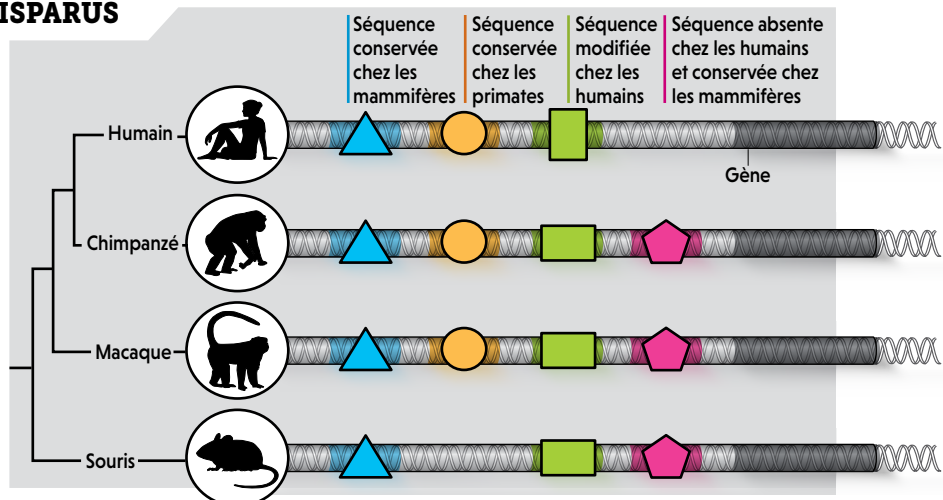 ISPARUS
Séquence
conservée
chez les
mammifères
Séquence
conservée
chez les
primates
Séquence
modifiée
chez les
humains
Séquence absente
chez les humains
et conservée chez
les mammifères
Humain
Gène
Chimpanzé
Macaque
Souris